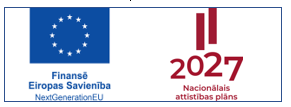 Finansē
Eiropas Savienība
NextGenerationEU
2027
Nacionālais
attīstības plāns